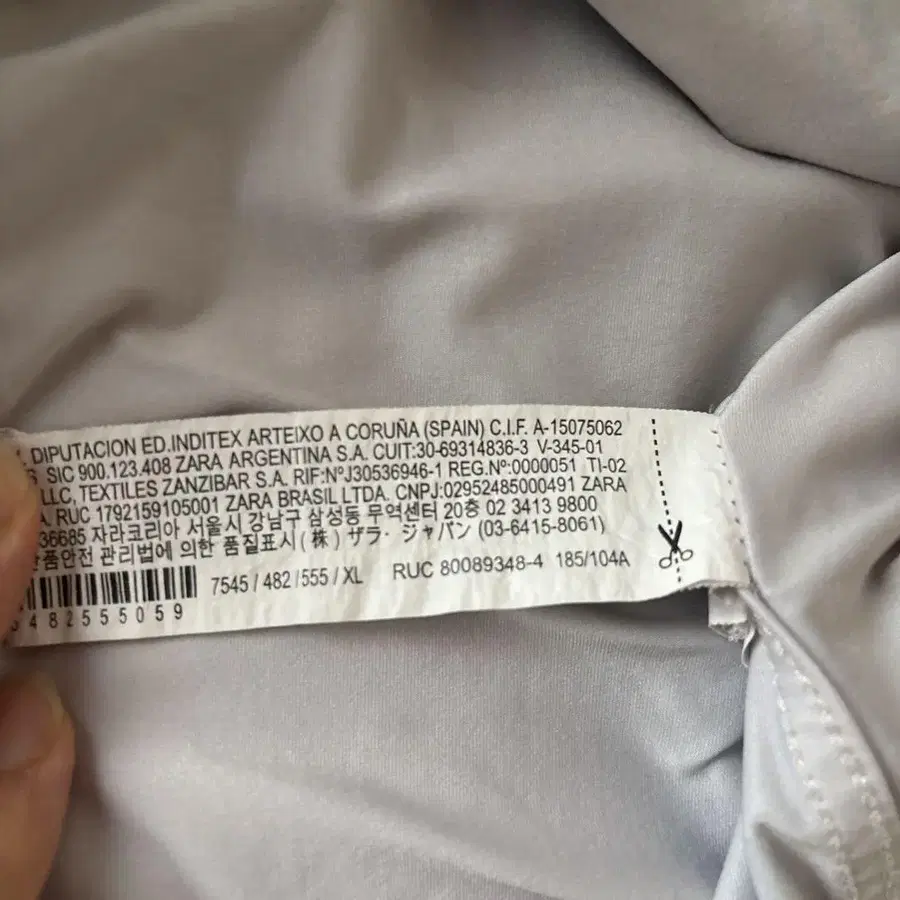 DIPUTACION ED.INDITEX ARTEIXO A CORUÑA (SPAIN) C.I.F. A-15075062
SIC 900.123.408 ZARA ARGENTINA S.A. CUIT:30-69314836-3 V-345-01
LLC, TEXTILES ZANZIBAR S.A. RIF:NºJ30536946-1 REG.Nº:0000051 TI-02
RUC 1792159105001 ZARA BRASIL LTDA. CNPJ:02952485000491 ZARA
36685 자라코리아 서울시 강남구 삼성동 무역센터 20층 02 3413 9800
품안전 관리법에 의한 품질표시 (株) ザラ・ジャパン (03-6415-8061)
7545 / 482 / 555 / XL RUC 80089348-4 185/104A
482555059